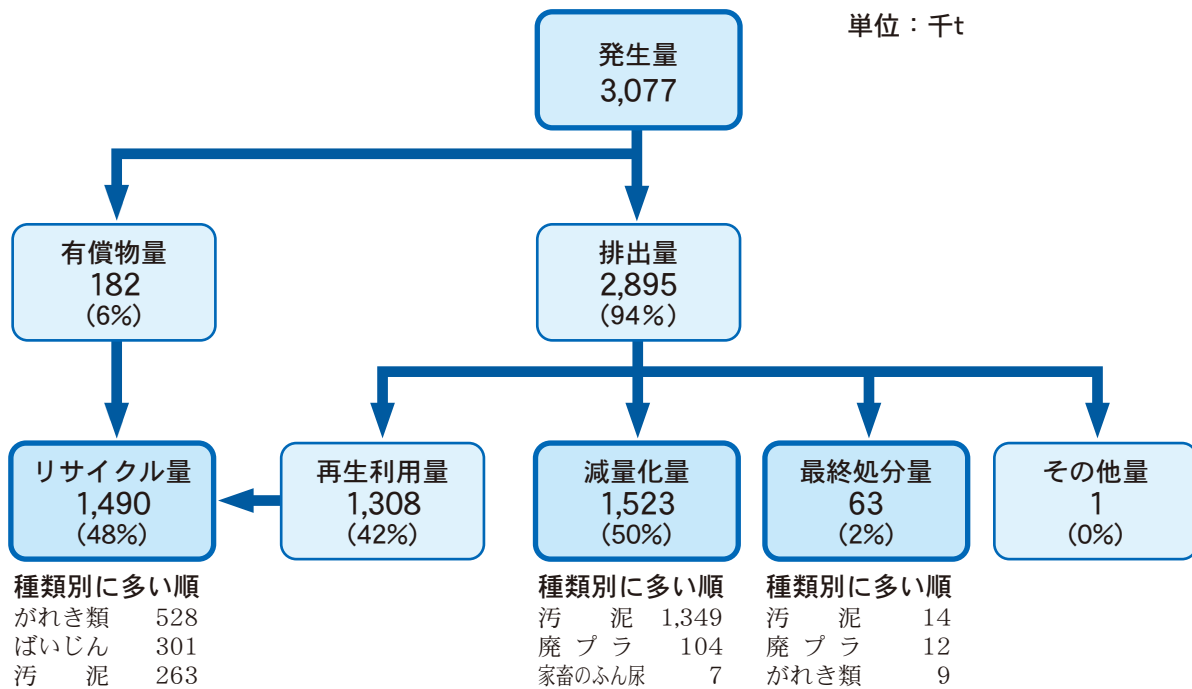 単位：千t
発生量
3,077
有償物量
182
(6%)
排出量
2,895
(94%)
リサイクル量
1,490
(48%)
再生利用量
1,308
(42%)
減量化量
1,523
(50%)
最終処分量
63
(2%)
その他量
1
(0%)
種類別に多い順
がれき類 528
ばいじん 301
汚泥 263
種類別に多い順
汚泥 1,349
廃プラ 104
家畜のふん尿 7
種類別に多い順
汚泥 14
廃プラ 12
がれき類 9